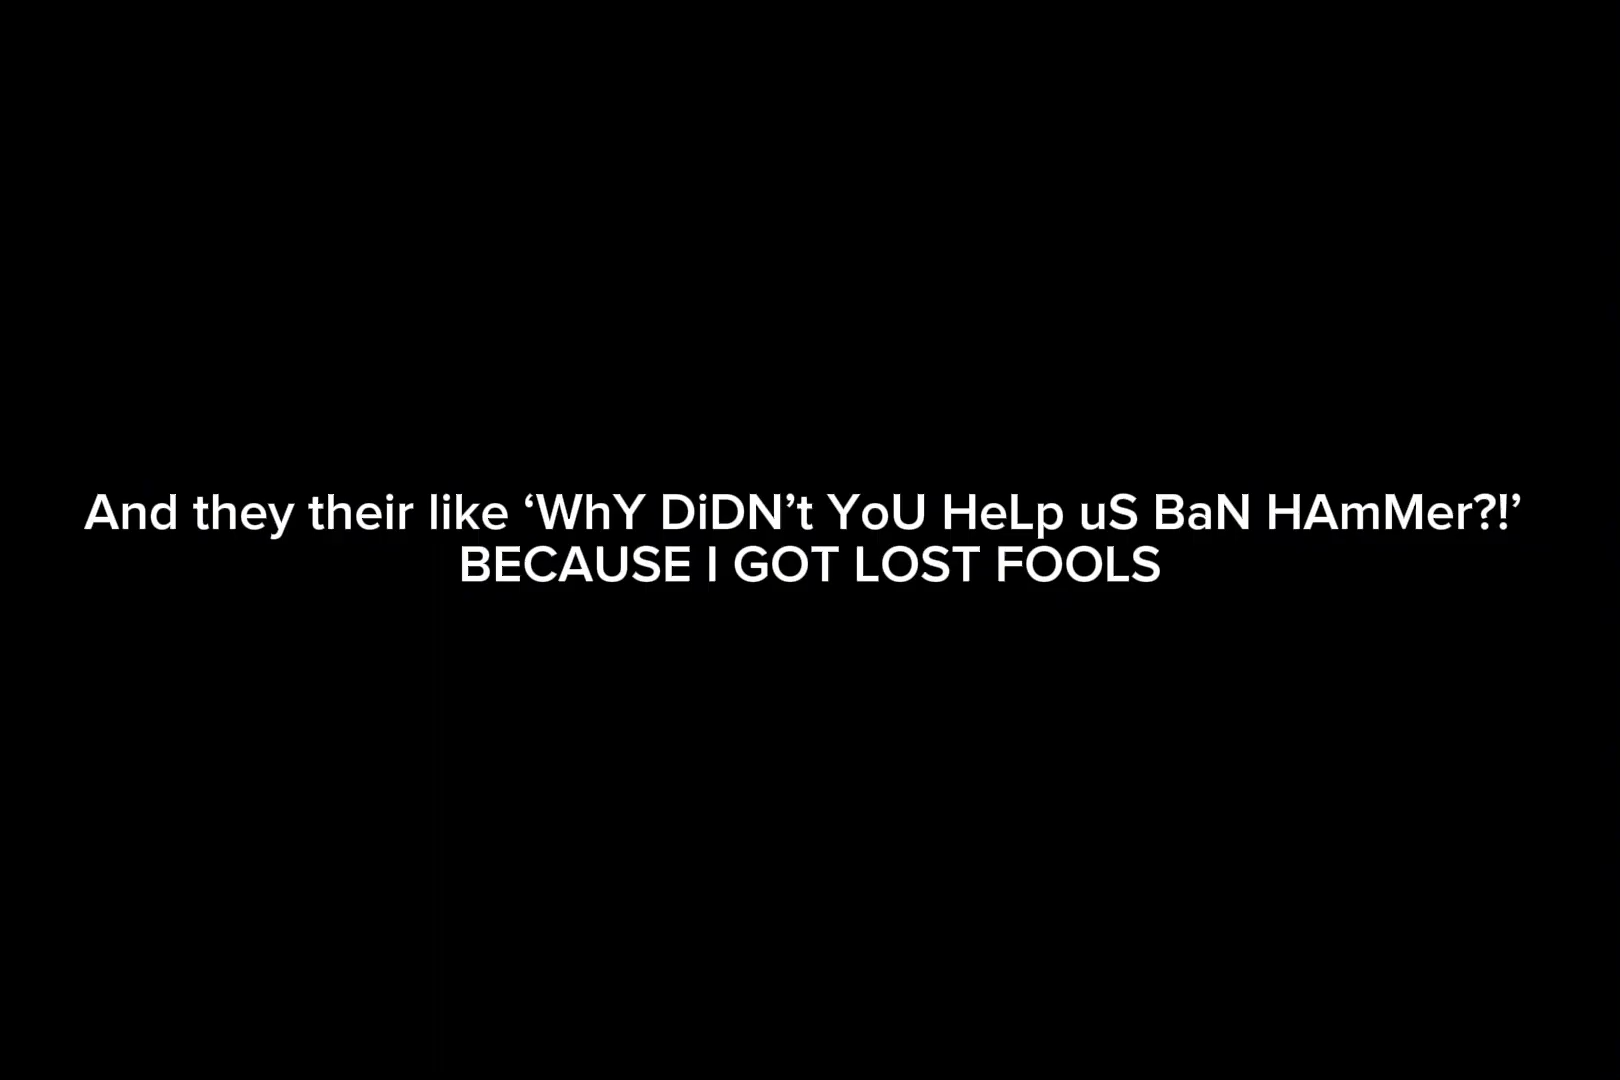 And they their like ‘WhY DiDN’t YoU HeLp uS BaN HAmMer?!’
BECAUSE I GOT LOST FOOLS